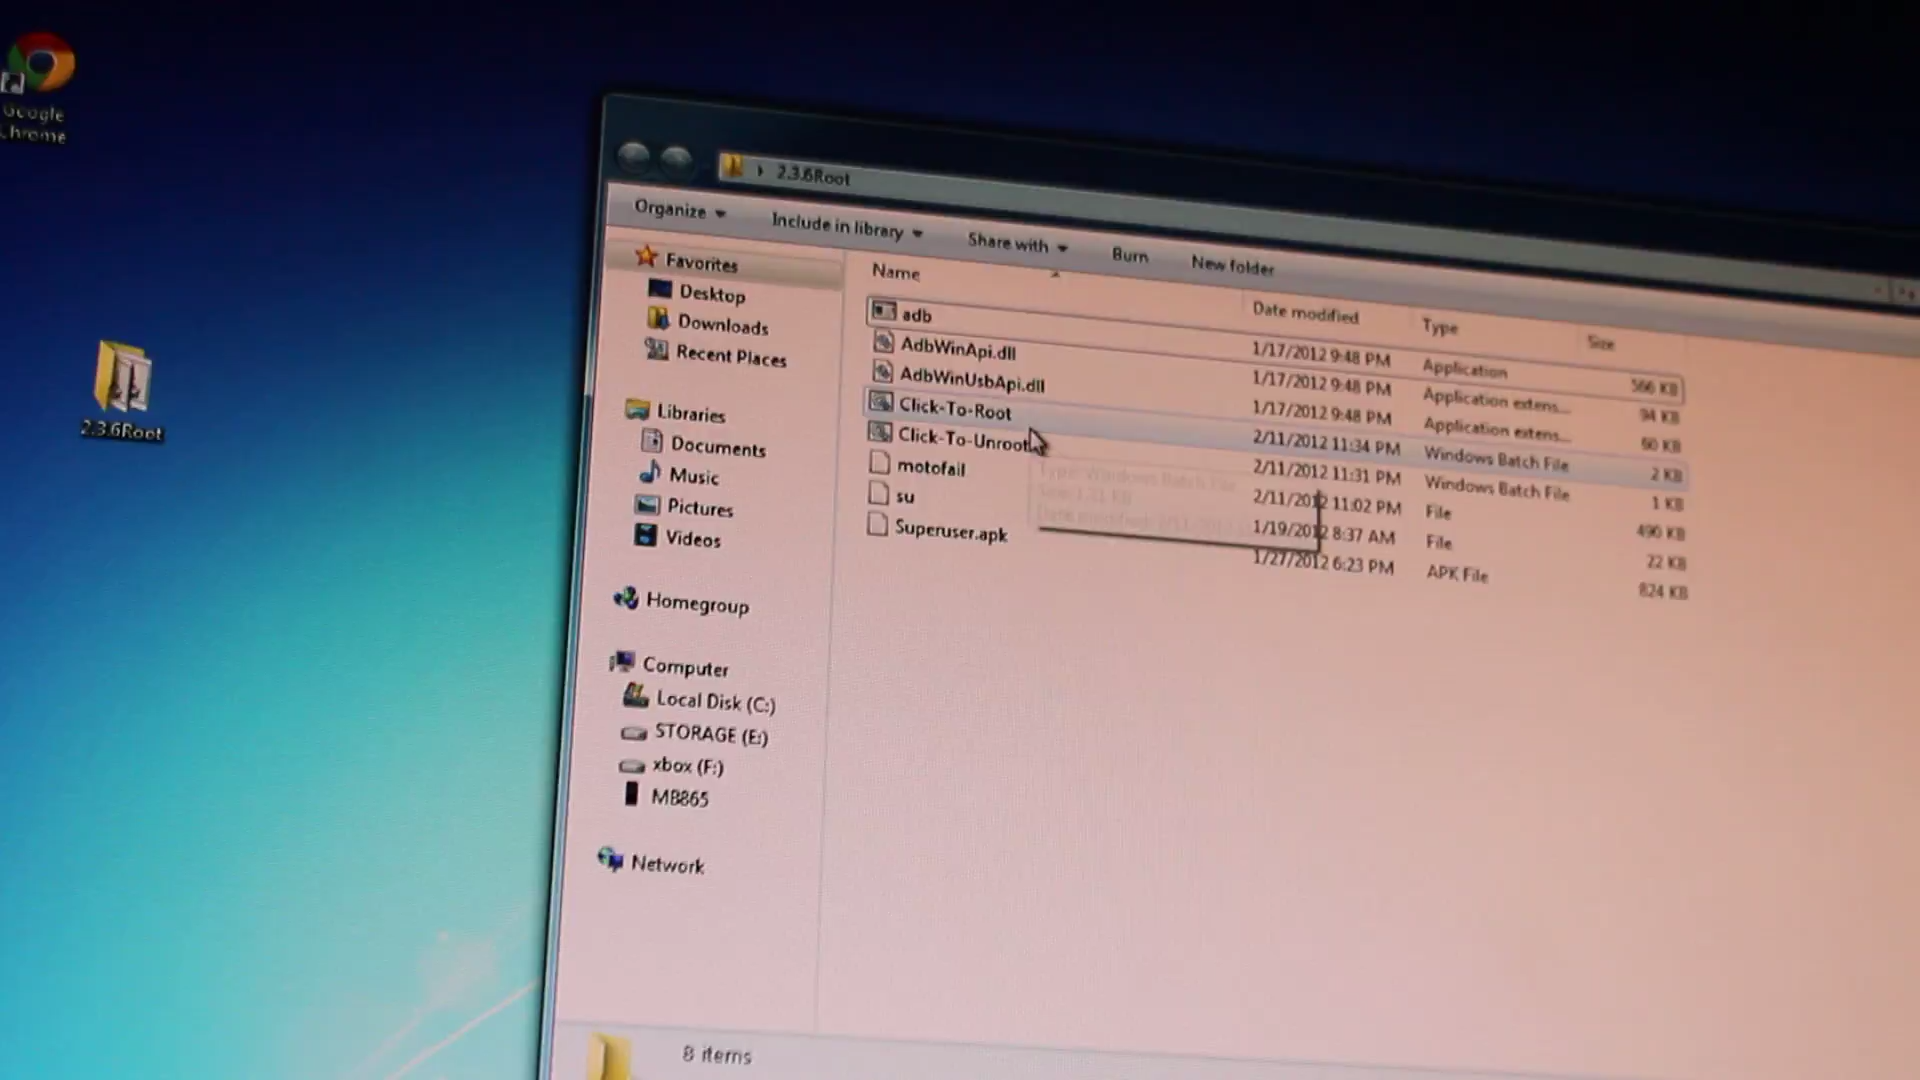 Google
Chrome
2.3.6Root
2.3.6Root
Organize
Include in library
Share with
Burn
New folder
Favorites
Desktop
Downloads
Recent Places
Libraries
Documents
Music
Pictures
Videos
Homegroup
Computer
Local Disk (C:)
STORAGE (E:)
xbox (F:)
MB865
Network
Name Date modified Type Size
adb 1/17/2012 9:48 PM Application 566 KB
AdbWinApi.dll 1/17/2012 9:48 PM Application extens... 94 KB
AdbWinUsbApi.dll 1/17/2012 9:48 PM Application extens... 60 KB
Click-To-Root 2/11/2012 11:34 PM Windows Batch File 2 KB
Click-To-Unroot 2/11/2012 11:31 PM Windows Batch File 1 KB
motofail 2/11/2012 11:02 PM File 490 KB
su 1/19/2012 8:37 AM File 22 KB
Superuser.apk 1/27/2012 6:23 PM APK File 824 KB
Type: Windows Batch File
8 items